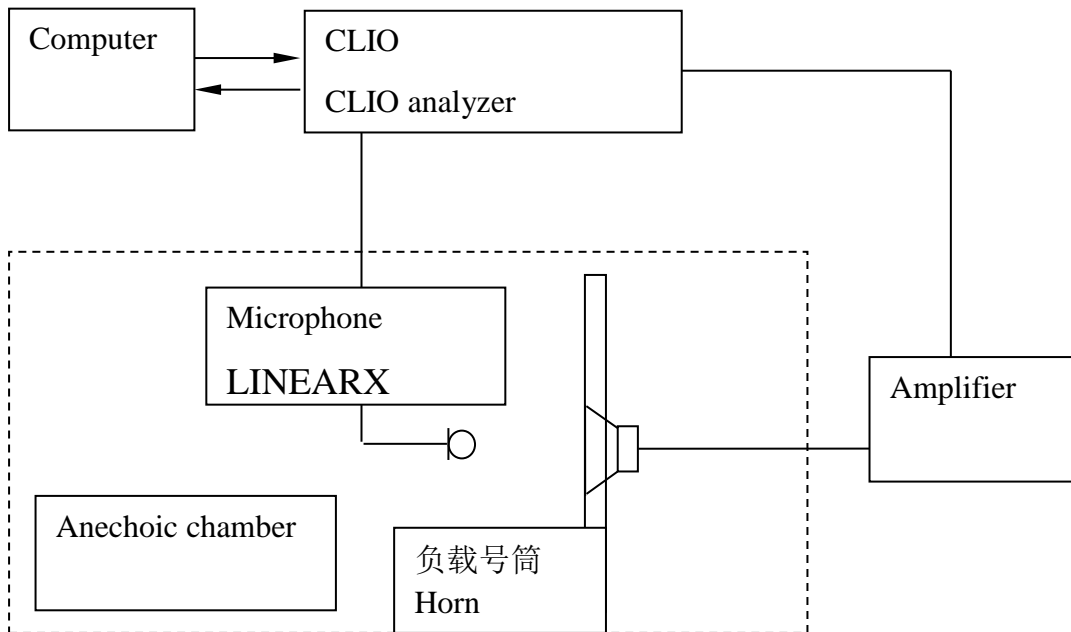 Computer
CLIO
CLIO analyzer
Microphone
LINEARX
Amplifier
Anechoic chamber
负载号筒
Horn